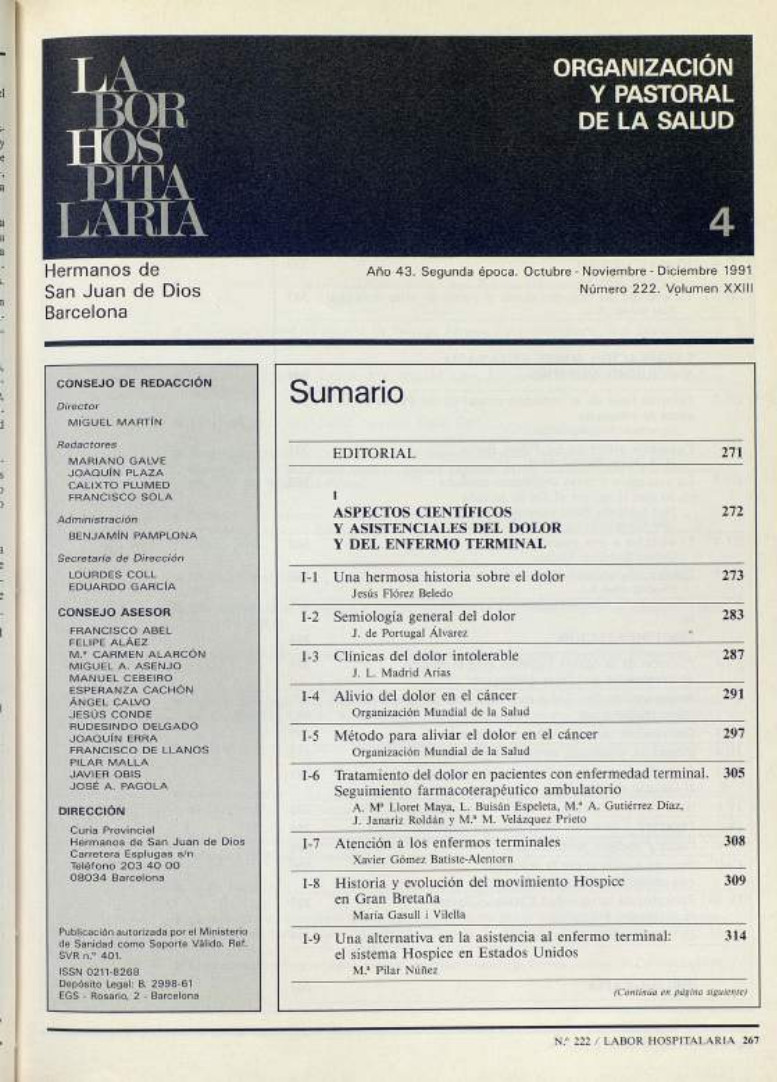 LA
BOR
HOS
PITA
LARIA
ORGANIZACIÓN
Y PASTORAL
DE LA SALUD
4
Hermanos de
San Juan de Dios
Barcelona
Año 43. Segunda época. Octubre - Noviembre - Diciembre 1991
Número 222. Volumen XXIII
CONSEJO DE REDACCIÓN
Director
MIGUEL MARTÍN
Redactores
MARIANO GALVE
JOAQUÍN PLAZA
CALIXTO PLUMED
FRANCISCO SOLA
Administración
BENJAMÍN PAMPLONA
Secretaría de Dirección
LOURDES COLL
EDUARDO GARCÍA
CONSEJO ASESOR
FRANCISCO ABEL
FELIPE ALÁEZ
M.ª CARMEN ALARCÓN
MIGUEL A. ASENJO
MANUEL CEBEIRO
ESPERANZA CACHÓN
ÁNGEL CALVO
JESÚS CONDE
RUDESINDO DELGADO
JOAQUÍN ERRA
FRANCISCO DE LLANOS
PILAR MALLA
JAVIER OBIS
JOSÉ A. PAGOLA
DIRECCIÓN
Curia Provincial
Hermanos de San Juan de Dios
Carretera Esplugas s/n
Teléfono 203 40 00
08034 Barcelona
Publicación autorizada por el Ministerio
de Sanidad como Soporte Válido. Ref.
SVR n.º 401.
ISSN 0211-8268
Depósito Legal: B. 2998-61
EGS - Rosario, 2 - Barcelona
Sumario
EDITORIAL 271
I
ASPECTOS CIENTÍFICOS 272
Y ASISTENCIALES DEL DOLOR
Y DEL ENFERMO TERMINAL
I-1 Una hermosa historia sobre el dolor 273
Jesús Flórez Beledo
I-2 Semiología general del dolor 283
J. de Portugal Álvarez
I-3 Clínicas del dolor intolerable 287
J. L. Madrid Arias
I-4 Alivio del dolor en el cáncer 291
Organización Mundial de la Salud
I-5 Método para aliviar el dolor en el cáncer 297
Organización Mundial de la Salud
I-6 Tratamiento del dolor en pacientes con enfermedad terminal. 305
Seguimiento farmacoterapéutico ambulatorio
A. Mª Lloret Maya, L. Buisán Espeleta, M.ª A. Gutiérrez Díaz,
J. Janariz Roldán y M.ª M. Velázquez Prieto
I-7 Atención a los enfermos terminales 308
Xavier Gómez Batiste-Alentorn
I-8 Historia y evolución del movimiento Hospice 309
en Gran Bretaña
María Gasull i Vilella
I-9 Una alternativa en la asistencia al enfermo terminal: 314
el sistema Hospice en Estados Unidos
M.ª Pilar Núñez
(Continúa en página siguiente)
N.º 222 / LABOR HOSPITALARIA 267